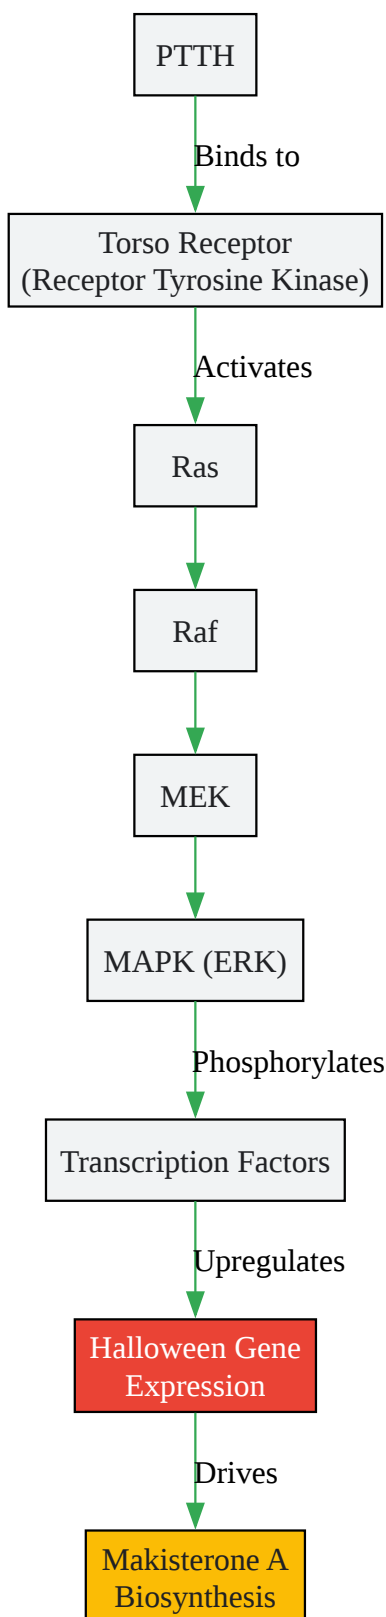 PTTH
Binds to
Torso Receptor
(Receptor Tyrosine Kinase)
Activates
Ras
Raf
MEK
MAPK (ERK)
Phosphorylates
Transcription Factors
Upregulates
Halloween Gene
Expression
Drives
Makisterone A
Biosynthesis